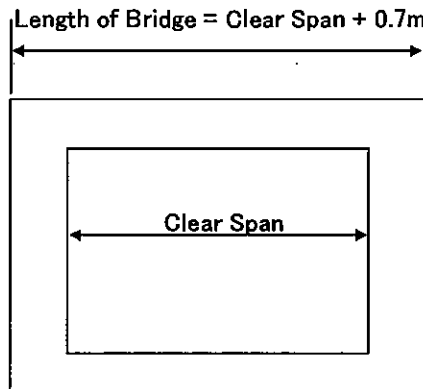 Length of Bridge = Clear Span + 0.7m
Clear Span